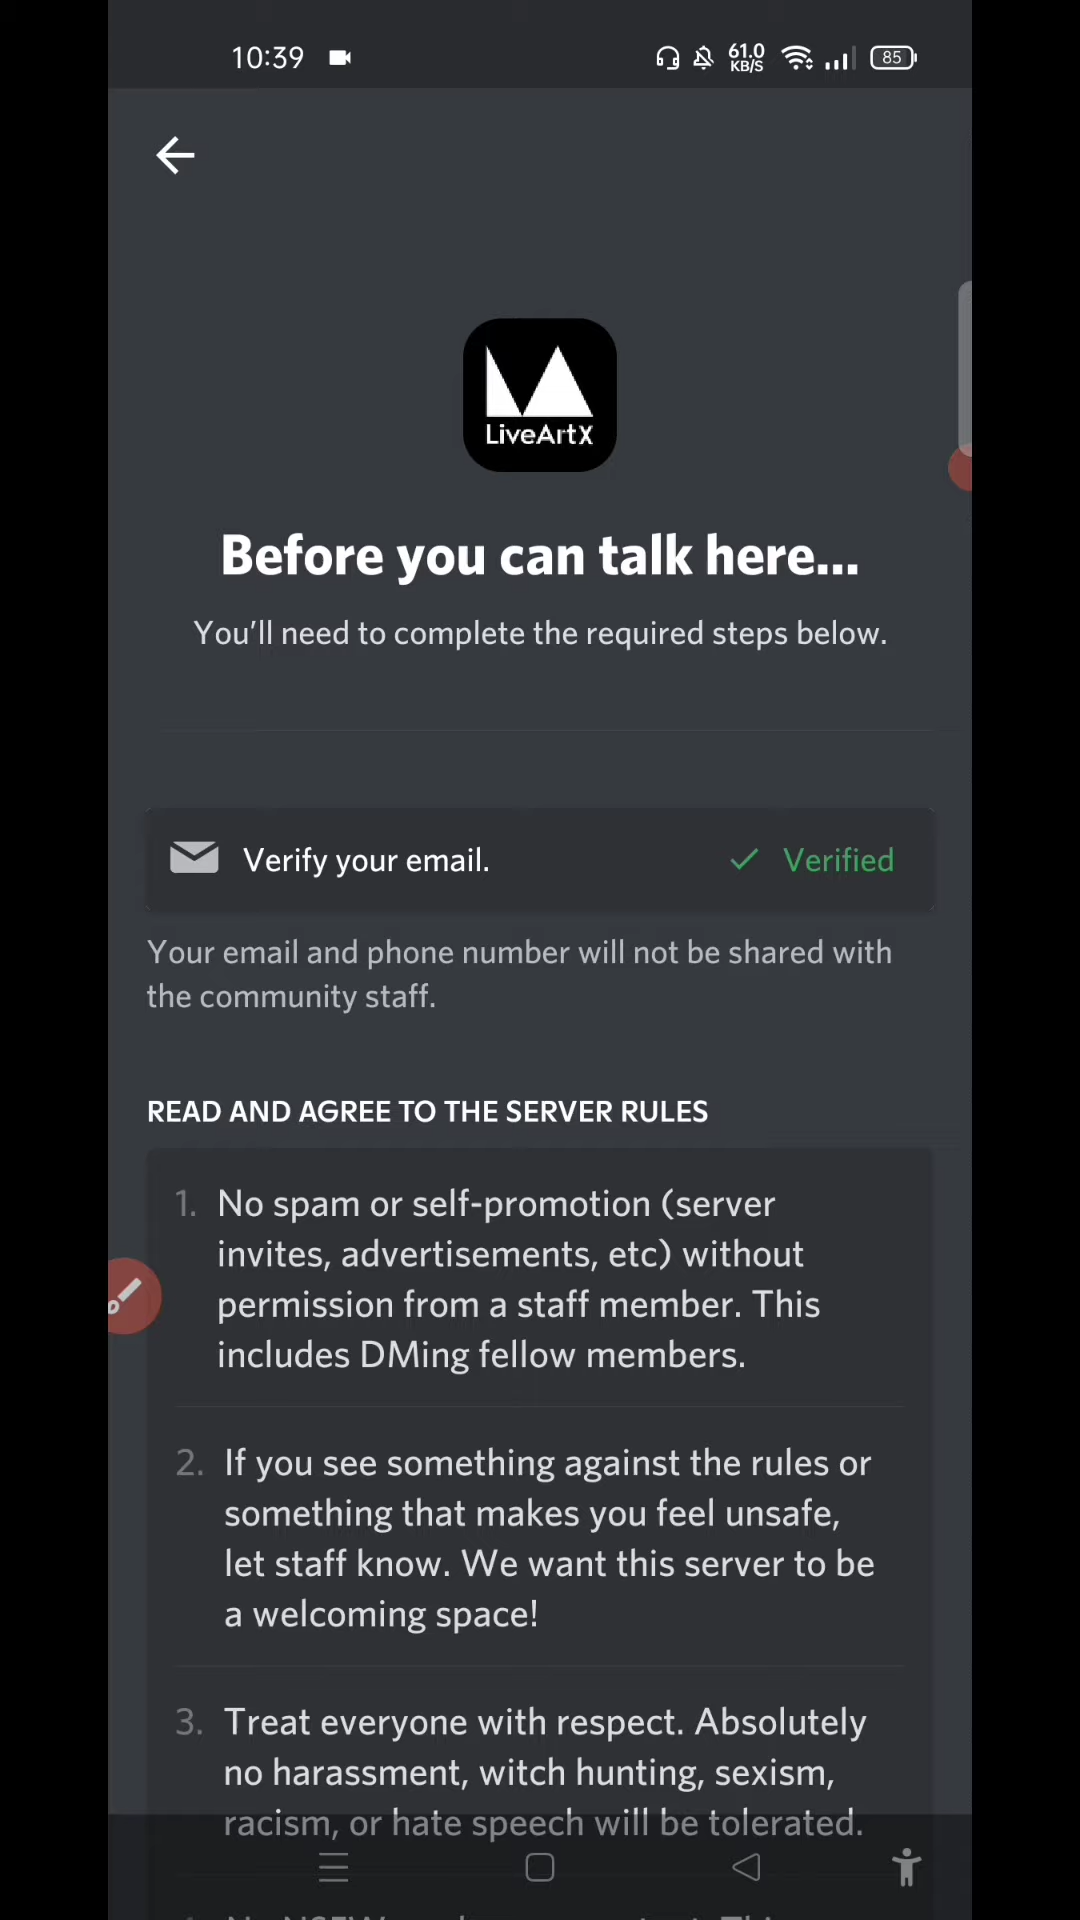 10:39
61.0
KB/S
85
LiveArtX
Before you can talk here...
You’ll need to complete the required steps below.
Verify your email.
Verified
Your email and phone number will not be shared with
the community staff.
READ AND AGREE TO THE SERVER RULES
1. No spam or self-promotion (server
invites, advertisements, etc) without
permission from a staff member. This
includes DMing fellow members.
2. If you see something against the rules or
something that makes you feel unsafe,
let staff know. We want this server to be
a welcoming space!
3. Treat everyone with respect. Absolutely
no harassment, witch hunting, sexism,
racism, or hate speech will be tolerated.